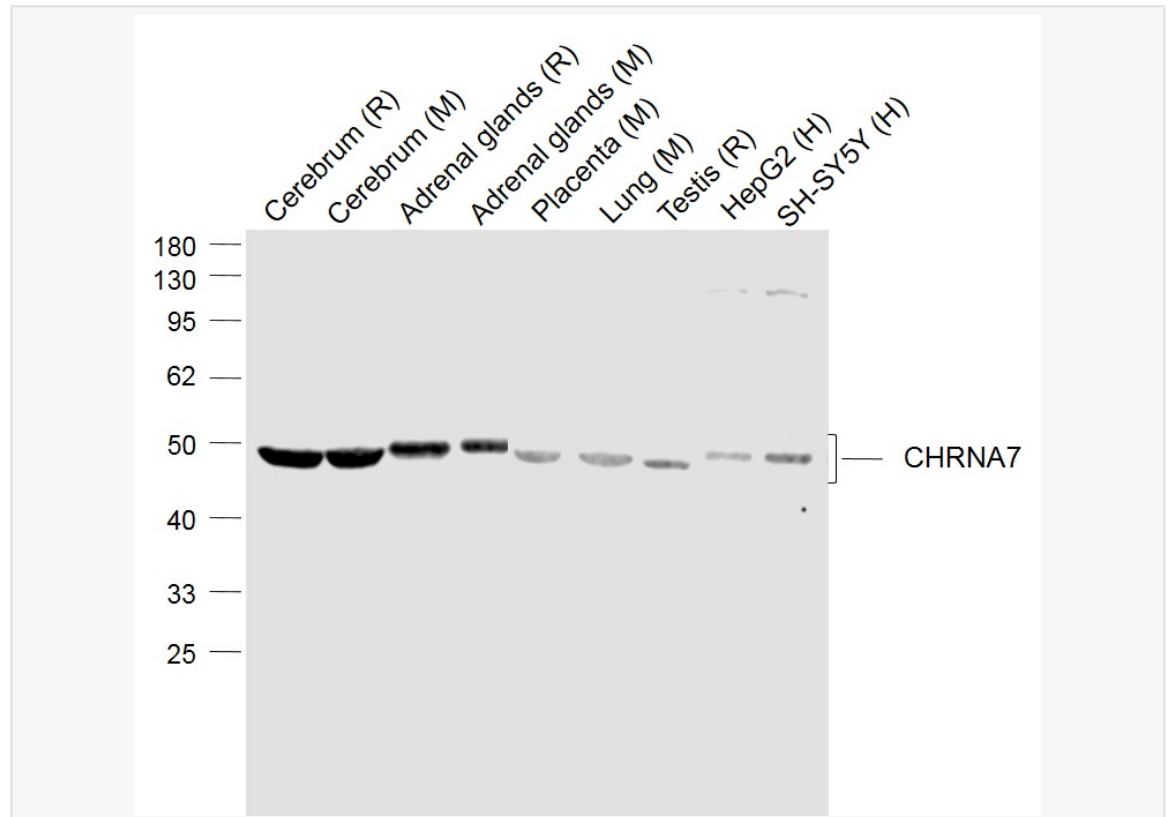 Cerebrum (R)
Cerebrum (M)
Adrenal glands (R)
Adrenal glands (M)
Placenta (M)
Lung (M)
Testis (R)
HepG2 (H)
SH-SY5Y (H)
180
130
95
62
50
40
33
25
CHRNA7